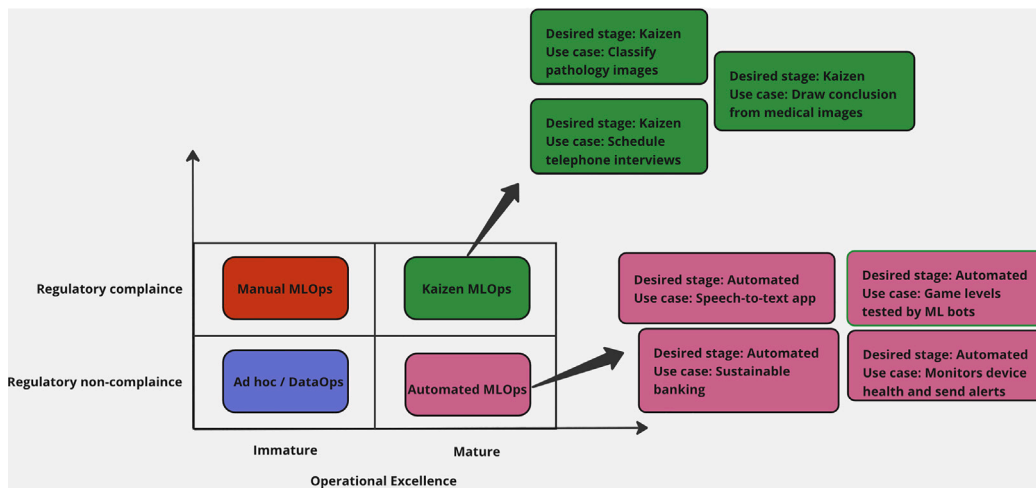 Desired stage: Kaizen
Use case: Classify
pathology images
Desired stage: Kaizen
Use case: Draw conclusion
from medical images
Desired stage: Kaizen
Use case: Schedule
telephone interviews
Regulatory complaince
Manual MLOps
Kaizen MLOps
Desired stage: Automated
Use case: Speech-to-text app
Desired stage: Automated
Use case: Game levels
tested by ML bots
Regulatory non-complaince
Ad hoc / DataOps
Automated MLOps
Desired stage: Automated
Use case: Sustainable
banking
Desired stage: Automated
Use case: Monitors device
health and send alerts
Immature
Mature
Operational Excellence